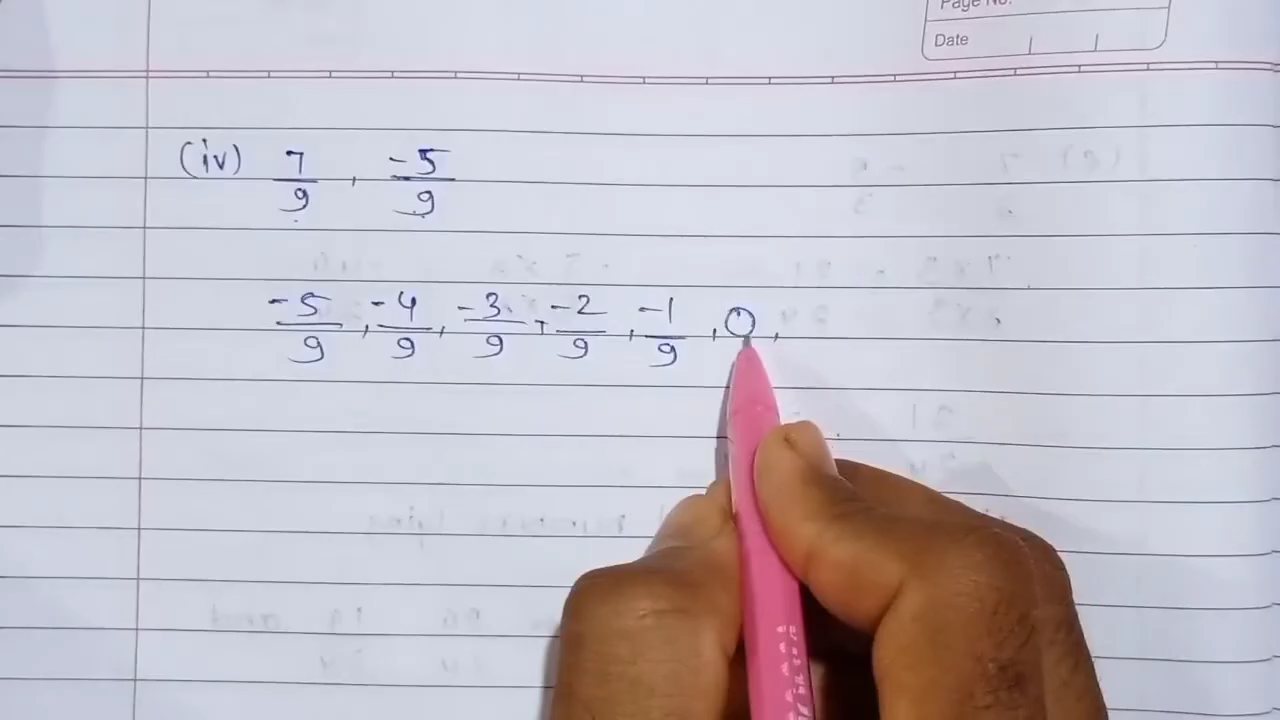 Page No.
Date
(iv) 7/9, -5/9
-5/9, -4/9, -3/9, -2/9, -1/9, 0,